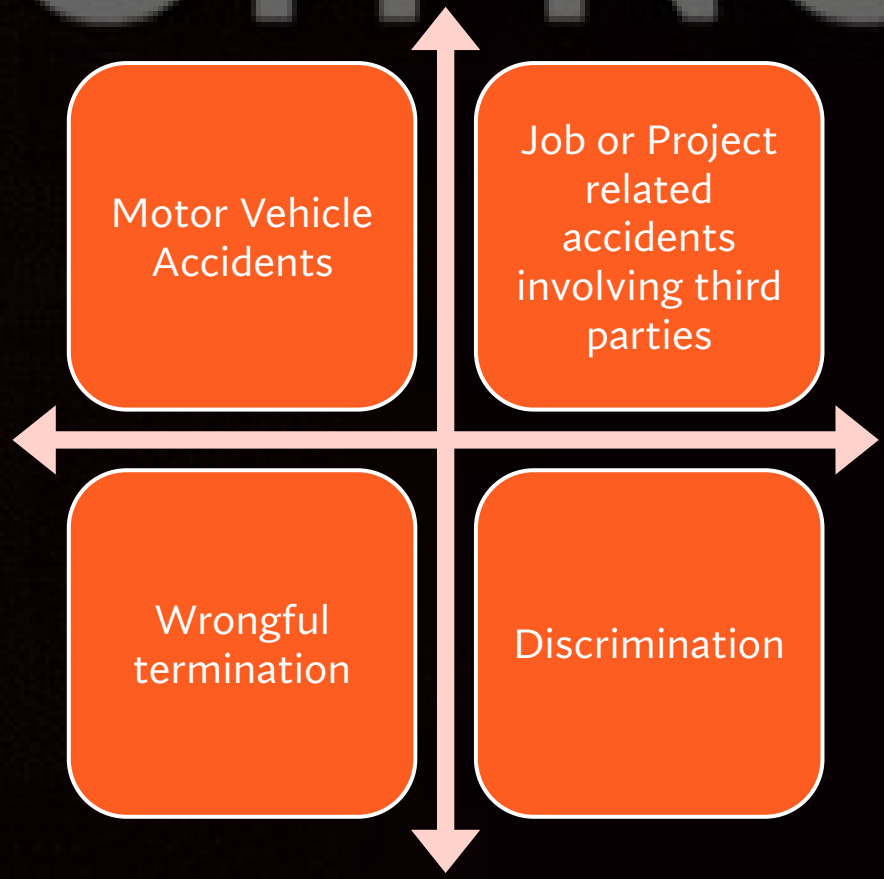 Motor Vehicle
Accidents
Job or Project
related
accidents
involving third
parties
Wrongful
termination
Discrimination